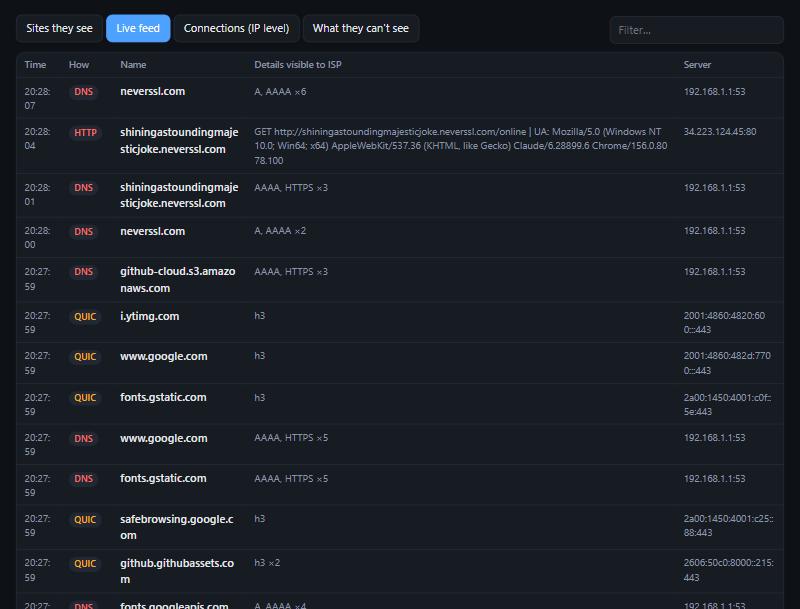 Sites they see Live feed Connections (IP level) What they can't see Filter...
Time How Name Details visible to ISP Server
20:28:
07 DNS neverssl.com A, AAAA ×6 192.168.1.1:53
20:28:
04 HTTP shiningastoundingmaje
sticjoke.neverssl.com
GET http://shiningastoundingmajesticjoke.neverssl.com/online | UA: Mozilla/5.0 (Windows NT
10.0; Win64; x64) AppleWebKit/537.36 (KHTML, like Gecko) Claude/6.28899.6 Chrome/156.0.80
78.100
34.223.124.45:80
20:28:
01 DNS shiningastoundingmaje
sticjoke.neverssl.com
AAAA, HTTPS ×3 192.168.1.1:53
20:28:
00 DNS neverssl.com A, AAAA ×2 192.168.1.1:53
20:27:
59 DNS github-cloud.s3.amazo
naws.com
AAAA, HTTPS ×3 192.168.1.1:53
20:27:
59 QUIC i.ytimg.com h3 2001:4860:4820:60
0:::443
20:27:
59 QUIC www.google.com h3 2001:4860:482d:770
0:::443
20:27:
59 QUIC fonts.gstatic.com h3 2a00:1450:4001:c0f::
5e:443
20:27:
59 DNS www.google.com AAAA, HTTPS ×5 192.168.1.1:53
20:27:
59 DNS fonts.gstatic.com AAAA, HTTPS ×5 192.168.1.1:53
20:27:
59 QUIC safebrowsing.google.c
om
h3 2a00:1450:4001:c25::
88:443
20:27:
59 QUIC github.githubassets.co
m
h3 ×2 2606:50c0:8000::215:
443
20:27: DNS fonts.googleapis.com A, AAAA ×4 192.168.1.1:53